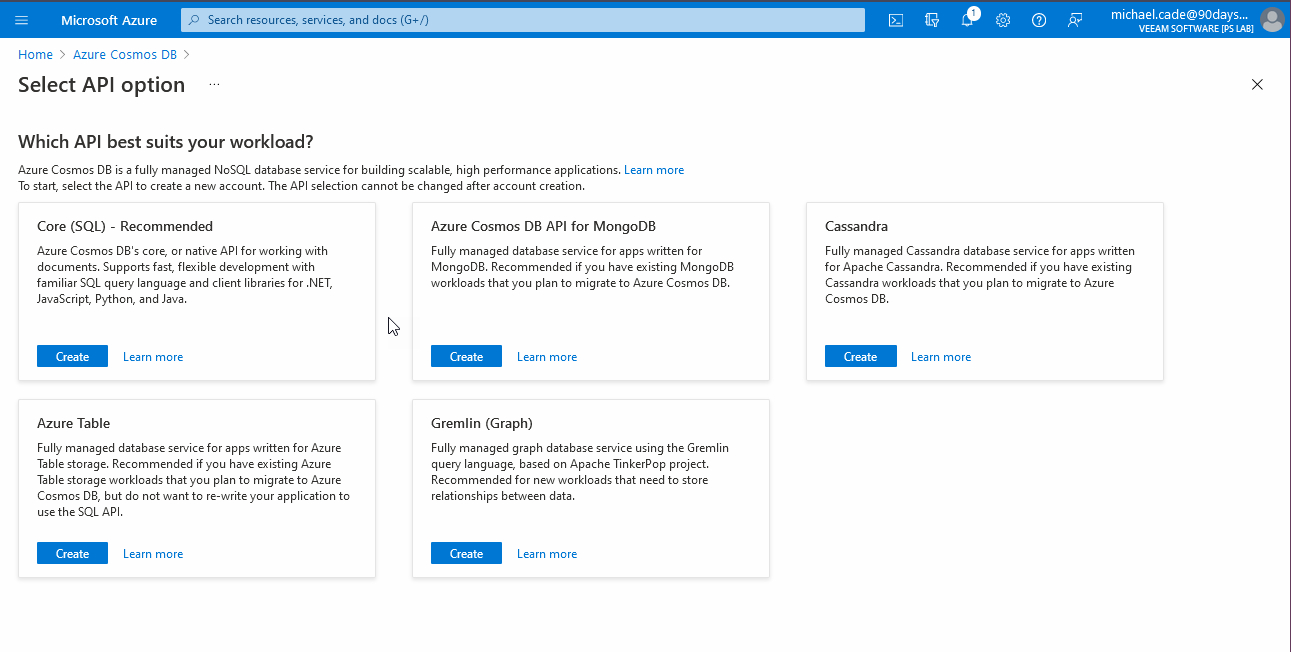 Microsoft Azure
Search resources, services, and docs (G+/)
1
michael.cade@90days...
VEEAM SOFTWARE [PS LAB]
Home > Azure Cosmos DB >
Select API option ...
Which API best suits your workload?
Azure Cosmos DB is a fully managed NoSQL database service for building scalable, high performance applications. Learn more
To start, select the API to create a new account. The API selection cannot be changed after account creation.
Core (SQL) - Recommended
Azure Cosmos DB's core, or native API for working with
documents. Supports fast, flexible development with
familiar SQL query language and client libraries for .NET,
JavaScript, Python, and Java.
Create Learn more
Azure Cosmos DB API for MongoDB
Fully managed database service for apps written for
MongoDB. Recommended if you have existing MongoDB
workloads that you plan to migrate to Azure Cosmos DB.
Create Learn more
Cassandra
Fully managed Cassandra database service for apps written
for Apache Cassandra. Recommended if you have existing
Cassandra workloads that you plan to migrate to Azure
Cosmos DB.
Create Learn more
Azure Table
Fully managed database service for apps written for Azure
Table storage. Recommended if you have existing Azure
Table storage workloads that you plan to migrate to Azure
Cosmos DB, but do not want to re-write your application to
use the SQL API.
Create Learn more
Gremlin (Graph)
Fully managed graph database service using the Gremlin
query language, based on Apache TinkerPop project.
Recommended for new workloads that need to store
relationships between data.
Create Learn more